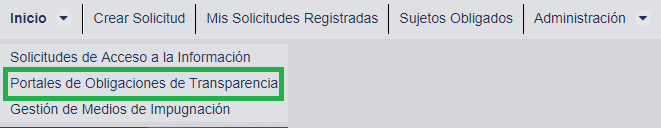 Inicio Crear Solicitud Mis Solicitudes Registradas Sujetos Obligados Administración
Solicitudes de Acceso a la Información
Portales de Obligaciones de Transparencia
Gestión de Medios de Impugnación